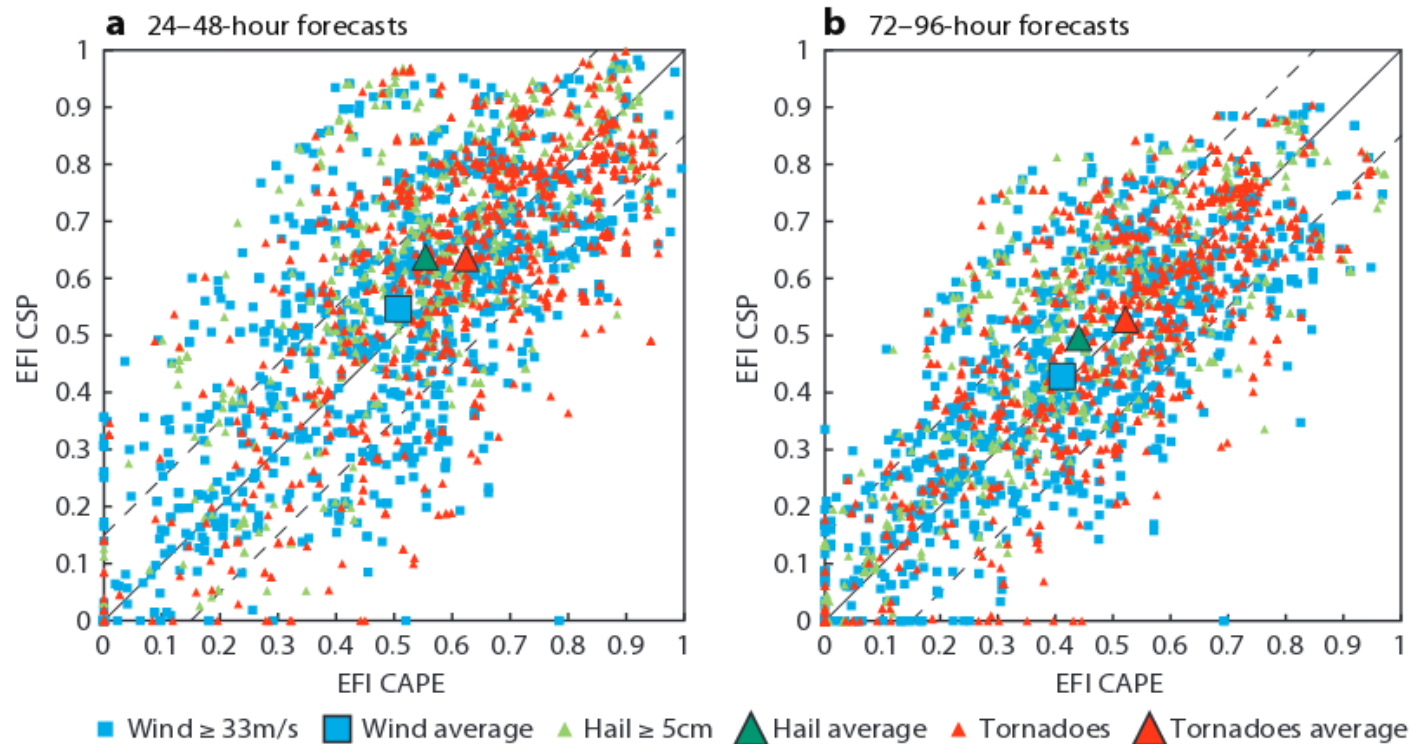 a 24–48-hour forecasts
b 72–96-hour forecasts
1
0.9
0.8
0.7
0.6
0.5
0.4
0.3
0.2
0.1
0
EFI CSP
0 0.1 0.2 0.3 0.4 0.5 0.6 0.7 0.8 0.9 1
EFI CAPE
1
0.9
0.8
0.7
0.6
0.5
0.4
0.3
0.2
0.1
0
EFI CSP
0 0.1 0.2 0.3 0.4 0.5 0.6 0.7 0.8 0.9 1
EFI CAPE
Wind ≥ 33m/s Wind average Hail ≥ 5cm Hail average Tornadoes Tornadoes average